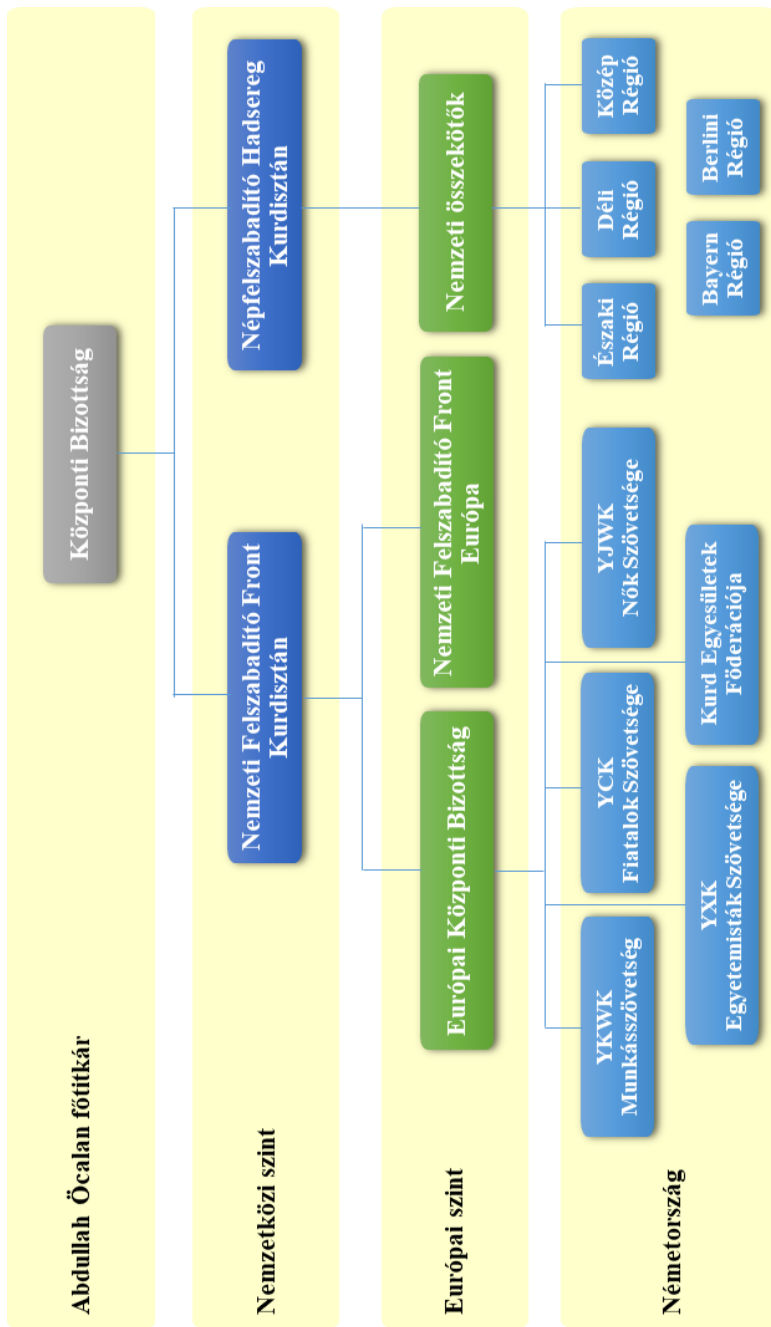 Abdullah Öcalan főtitkár
Központi Bizottság
Nemzetközi szint
Nemzeti Felszabadító Front
Kurdisztán
Népfelszabadító Hadsereg
Kurdisztán
Európai szint
Európai Központi Bizottság
Nemzeti Felszabadító Front
Európa
Nemzeti összekötők
Németország
YKWK
Munkásszövetség
YCK
Fiatalok Szövetsége
YJWK
Nők Szövetsége
Északi
Régió
Déli
Régió
Közép
Régió
YXK
Egyetemisták Szövetsége
Kurd Egyesületek
Föderációja
Bayern
Régió
Berlini
Régió